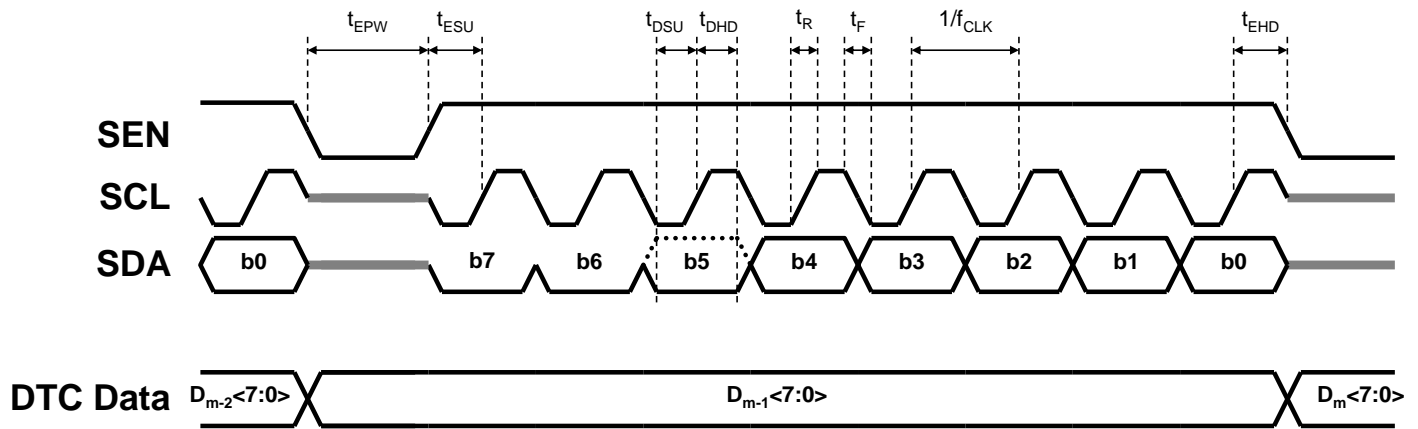 tEPW tESU tDSU tDHD tR tF 1/fCLK tEHD
SEN
SCL
SDA b0 b7 b6 b5 b4 b3 b2 b1 b0
DTC Data Dm-2<7:0> Dm-1<7:0> Dm<7:0>